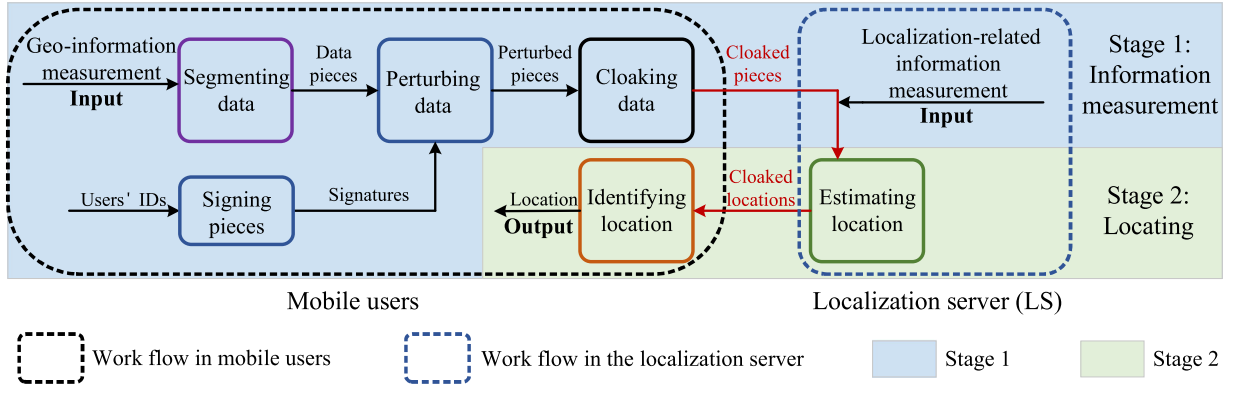 Geo-information
measurement
Input
Segmenting
data
Data
pieces
Perturbing
data
Perturbed
pieces
Cloaking
data
Cloaked
pieces
Localization-related
information
measurement
Input
Stage 1:
Information
measurement
Users' IDs
Signing
pieces
Signatures
Location
Output
Identifying
location
Cloaked
locations
Estimating
location
Stage 2:
Locating
Mobile users
Localization server (LS)
Work flow in mobile users
Work flow in the localization server
Stage 1
Stage 2